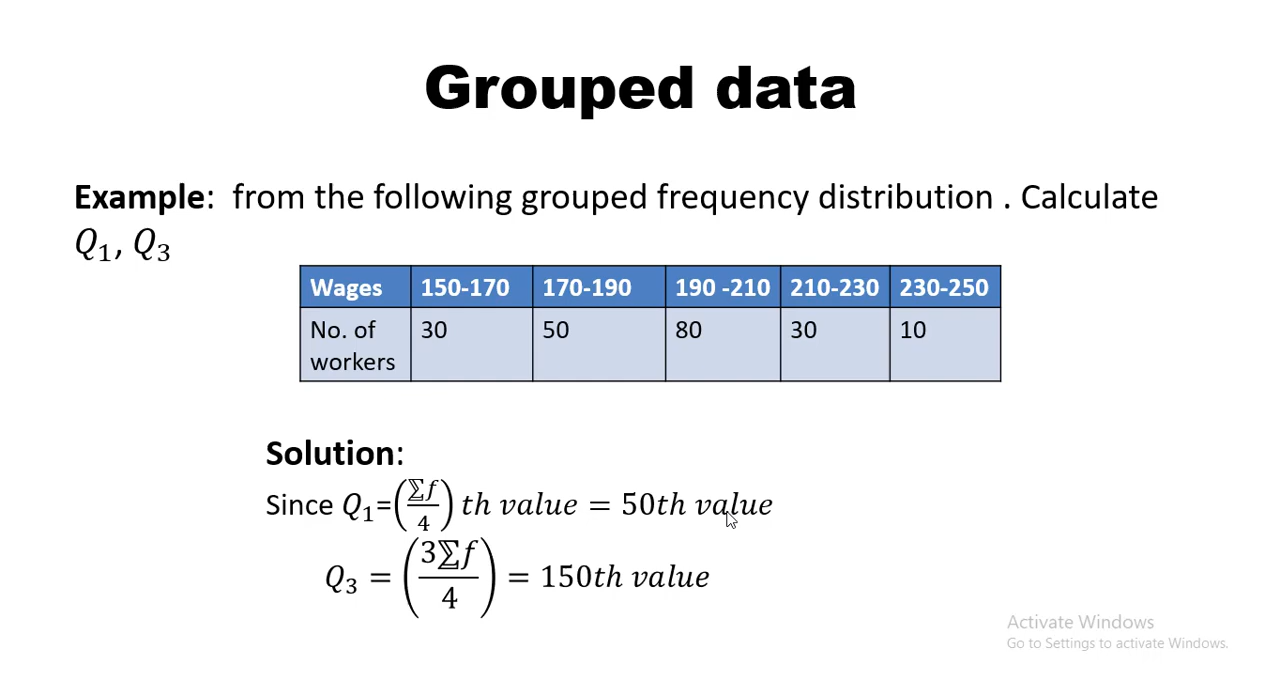 Grouped data
Example:  from the following grouped frequency distribution . Calculate
Q₁, Q₃
Wages 150-170 170-190 190 -210 210-230 230-250
No. of workers 30 50 80 30 10
Solution:
Since Q₁=(∑f/4) th value = 50th value
Q₃ = (3∑f/4) = 150th value
Activate Windows
Go to Settings to activate Windows.